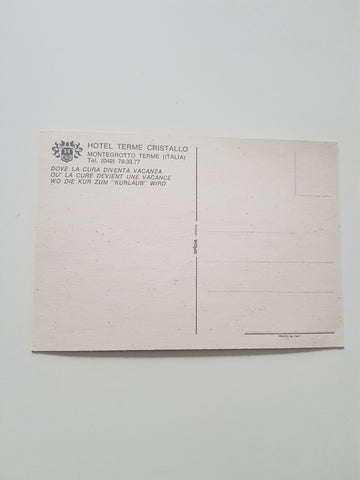 HOTEL TERME CRISTALLO
MONTEGROTTO TERME (ITALIA)
Tel. (049) 79.33.77
DOVE LA CURA DIVENTA VACANZA
OU' LA CURE DEVIENT UNE VACANCE
WO DIE KUR ZUM "KURLAUB" WIRD